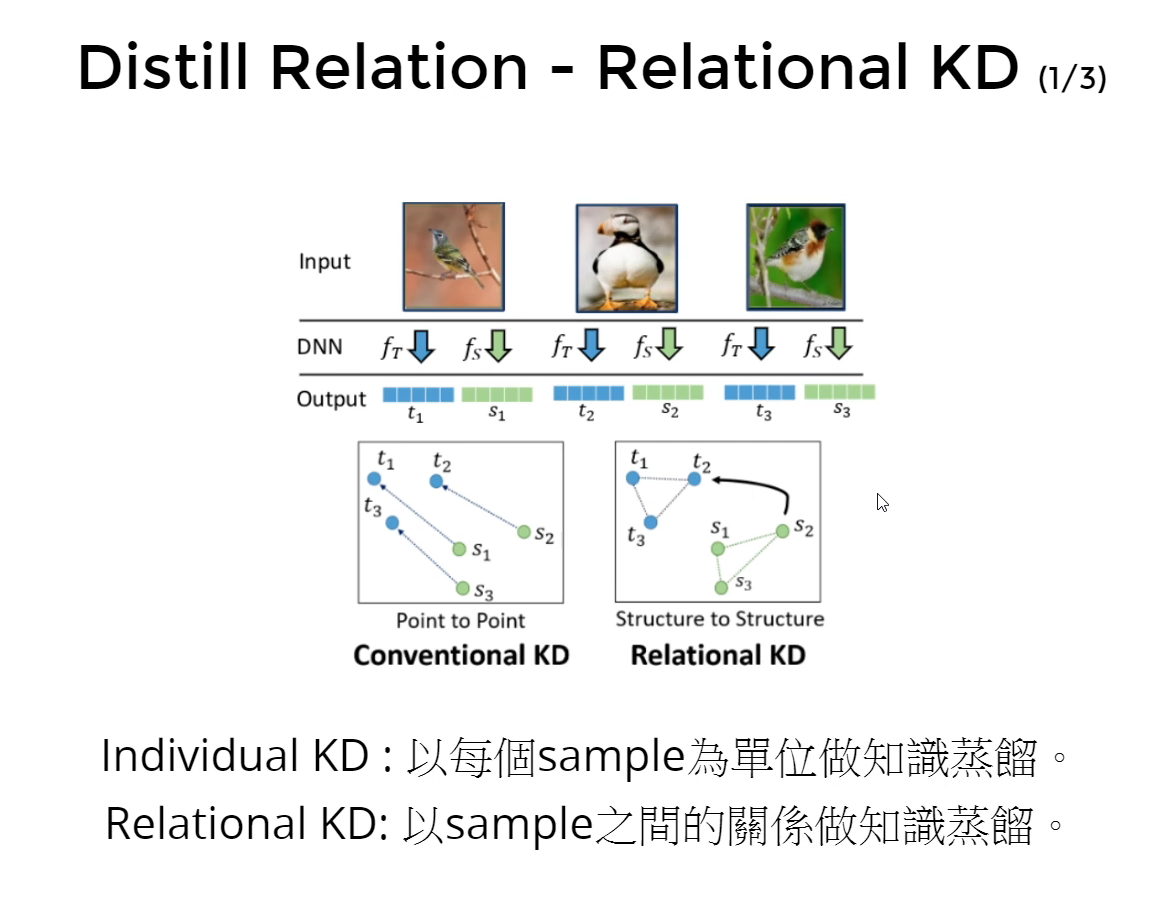 Distill Relation - Relational KD (1/3)
Input
DNN f_T f_S f_T f_S f_T f_S
Output
t_1 s_1 t_2 s_2 t_3 s_3
t_1 t_2
t_3
s_2
s_1
s_3
Point to Point
Conventional KD
t_1 t_2
t_3
s_1 s_2
s_3
Structure to Structure
Relational KD
Individual KD : 以每個sample為單位做知識蒸餾。
Relational KD: 以sample之間的關係做知識蒸餾。